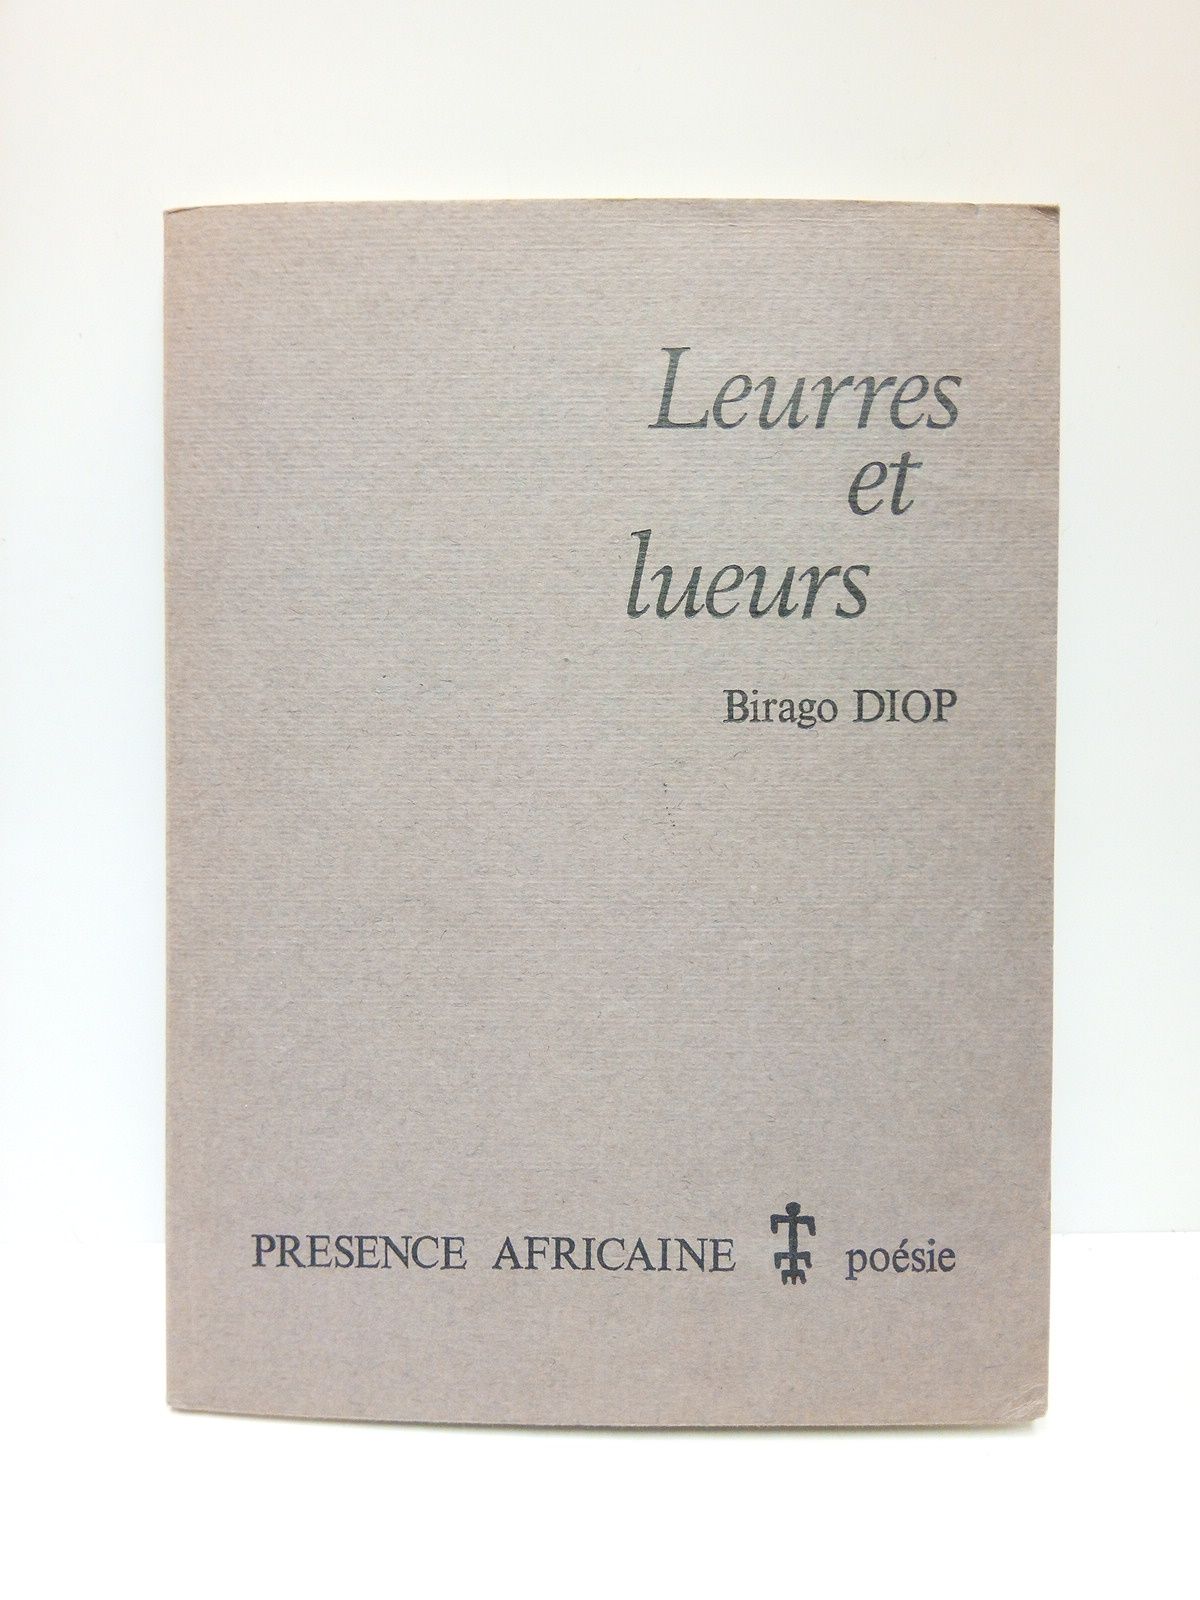 Leurres
et
lueurs
Birago DIOP
PRESENCE AFRICAINE poésie